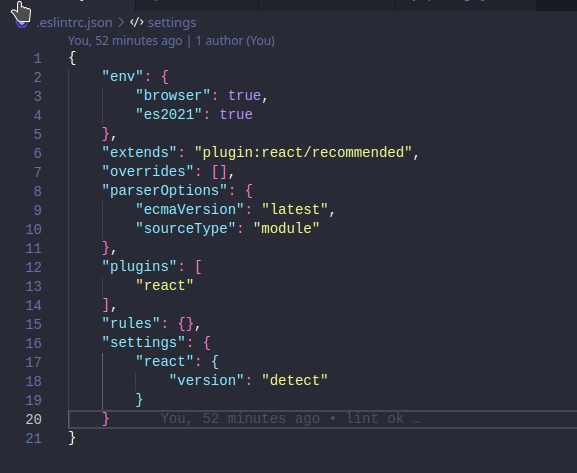 .eslintrc.json > </> settings
You, 52 minutes ago | 1 author (You)
1 {
2     "env": {
3         "browser": true,
4         "es2021": true
5     },
6     "extends": "plugin:react/recommended",
7     "overrides": [],
8     "parserOptions": {
9         "ecmaVersion": "latest",
10         "sourceType": "module"
11     },
12     "plugins": [
13         "react"
14     ],
15     "rules": {},
16     "settings": {
17         "react": {
18             "version": "detect"
19         }
20     }      You, 52 minutes ago • lint ok …
21 }